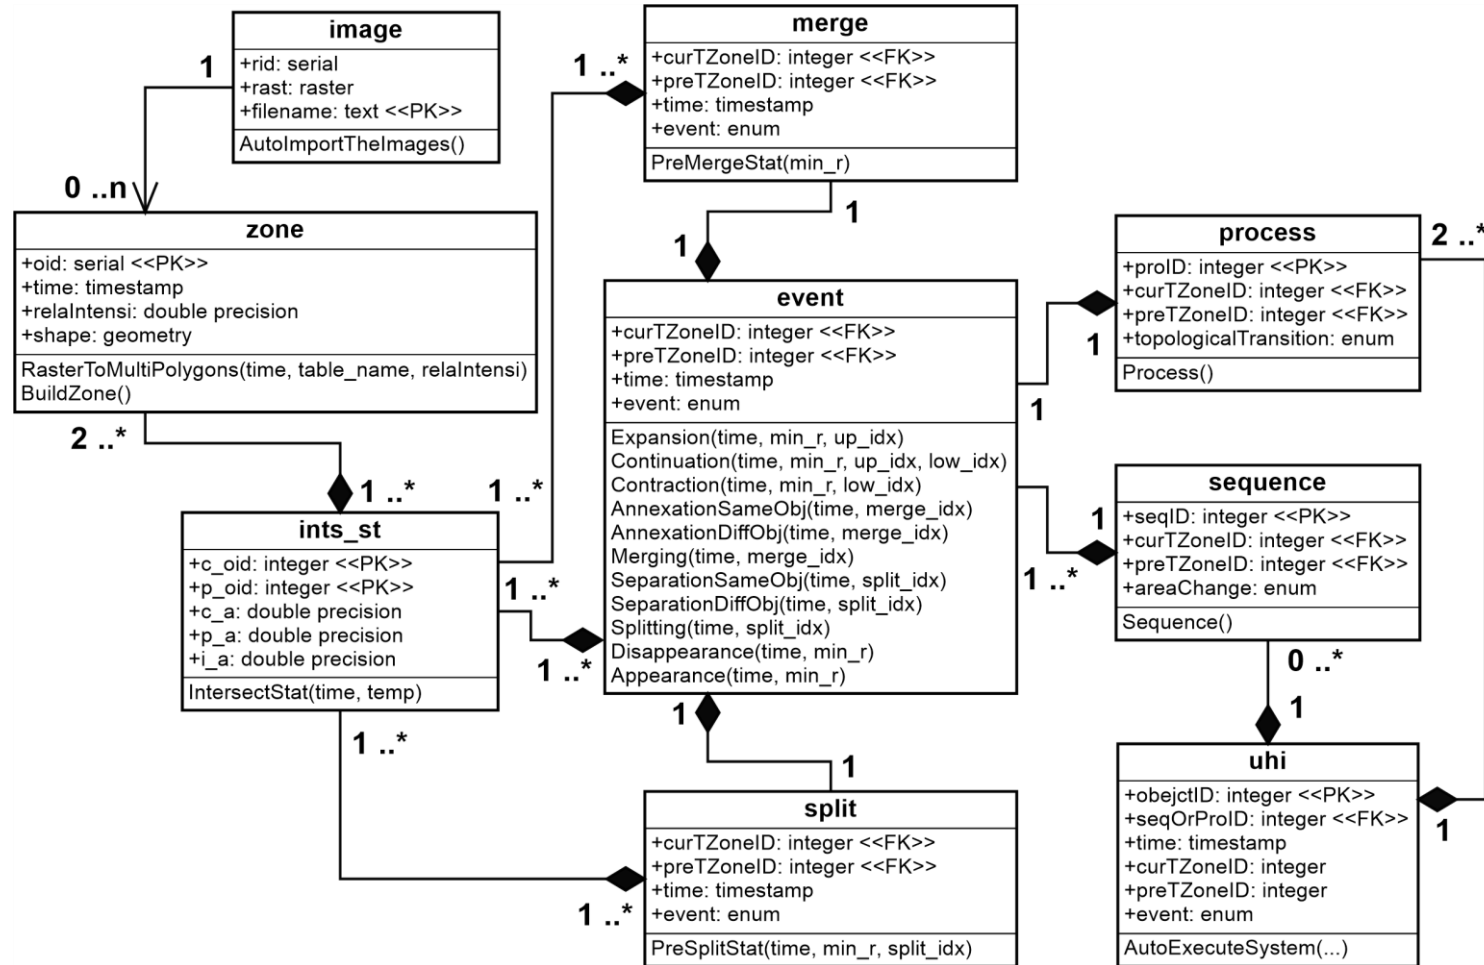 image
+rid: serial
+rast: raster
+filename: text <<PK>>
AutoImportTheImages()
1
0 ..n
zone
+oid: serial <<PK>>
+time: timestamp
+relaIntensi: double precision
+shape: geometry
RasterToMultiPolygons(time, table_name, relaIntensi)
BuildZone()
2 ..*
1 ..*
ints_st
+c_oid: integer <<PK>>
+p_oid: integer <<PK>>
+c_a: double precision
+p_a: double precision
+i_a: double precision
IntersectStat(time, temp)
1 ..*
1 ..*
1 ..*
1 ..*
1 ..*
1 ..*
merge
+curTZoneID: integer <<FK>>
+preTZoneID: integer <<FK>>
+time: timestamp
+event: enum
PreMergeStat(min_r)
1
1
event
+curTZoneID: integer <<FK>>
+preTZoneID: integer <<FK>>
+time: timestamp
+event: enum
Expansion(time, min_r, up_idx)
Continuation(time, min_r, up_idx, low_idx)
Contraction(time, min_r, low_idx)
AnnexationSameObj(time, merge_idx)
AnnexationDiffObj(time, merge_idx)
Merging(time, merge_idx)
SeparationSameObj(time, split_idx)
SeparationDiffObj(time, split_idx)
Splitting(time, split_idx)
Disappearance(time, min_r)
Appearance(time, min_r)
1
1
split
+curTZoneID: integer <<FK>>
+preTZoneID: integer <<FK>>
+time: timestamp
+event: enum
PreSplitStat(time, min_r, split_idx)
process
+proID: integer <<PK>>
+curTZoneID: integer <<FK>>
+preTZoneID: integer <<FK>>
+topologicalTransition: enum
Process()
2 ..*
1
1
sequence
+seqID: integer <<PK>>
+curTZoneID: integer <<FK>>
+preTZoneID: integer <<FK>>
+areaChange: enum
Sequence()
1
1 ..*
0 ..*
1
uhi
+obejctID: integer <<PK>>
+seqOrProID: integer <<FK>>
+time: timestamp
+curTZoneID: integer
+preTZoneID: integer
+event: enum
AutoExecuteSystem(...)
1